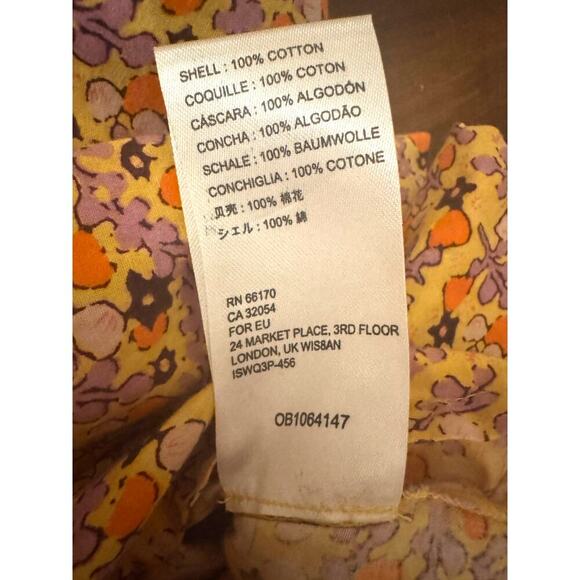 SHELL : 100% COTTON
COQUILLE : 100% COTON
CÁSCARA : 100% ALGODÓN
CONCHA : 100% ALGODÃO
SCHALE : 100% BAUMWOLLE
CONCHIGLIA : 100% COTONE
贝壳 : 100% 棉花
シェル : 100% 綿
RN 66170
CA 32054
FOR EU
24 MARKET PLACE, 3RD FLOOR
LONDON, UK WIS8AN
ISWQ3P-456
OB1064147